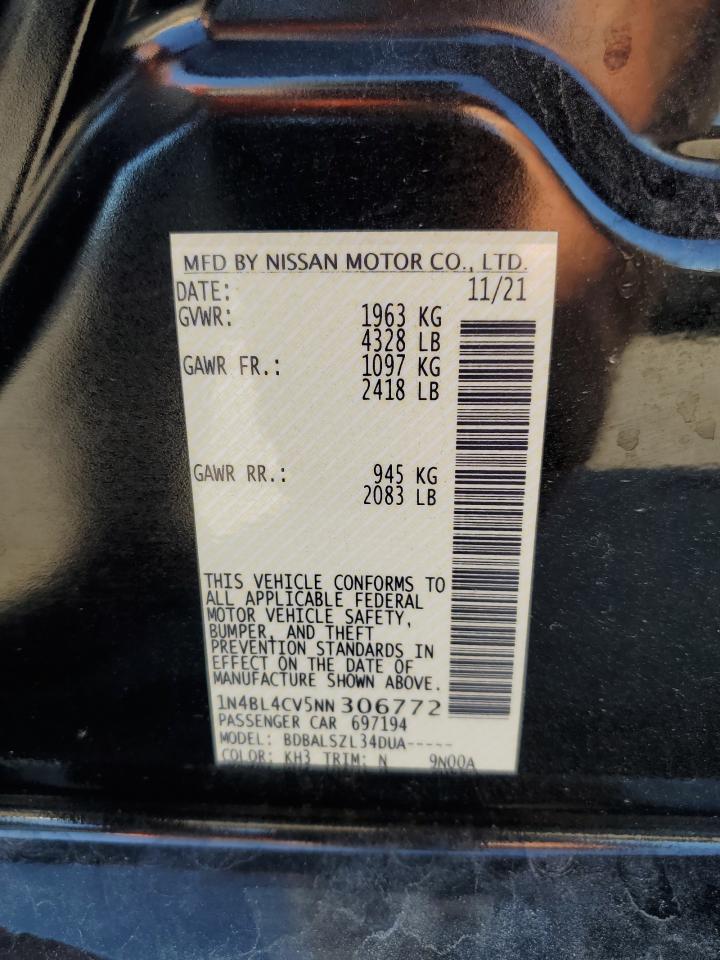 MFD BY NISSAN MOTOR CO., LTD.
DATE: 11/21
GVWR: 1963 KG
4328 LB
GAWR FR.: 1097 KG
2418 LB
GAWR RR.: 945 KG
2083 LB
THIS VEHICLE CONFORMS TO
ALL APPLICABLE FEDERAL
MOTOR VEHICLE SAFETY,
BUMPER, AND THEFT
PREVENTION STANDARDS IN
EFFECT ON THE DATE OF
MANUFACTURE SHOWN ABOVE.
1N4BL4CV5NN306772
PASSENGER CAR 697194
MODEL: BDBALSZL34DUA-----
COLOR: KH3 TRIM: N 9N00A